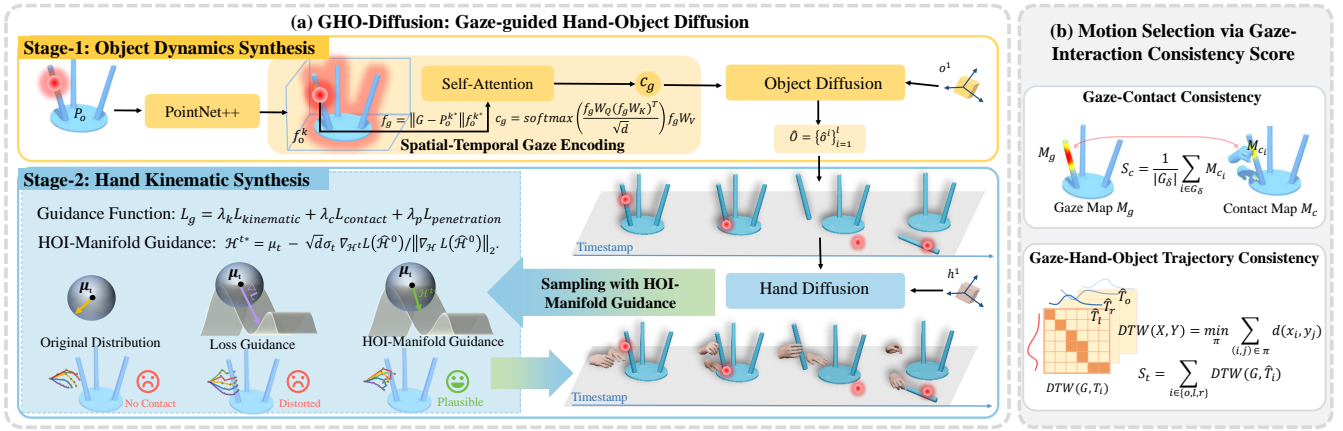 (a) GHO-Diffusion: Gaze-guided Hand-Object Diffusion
Stage-1: Object Dynamics Synthesis
P_o
PointNet++
f_o^k
Self-Attention
c_g
f_g = ‖G − P_o^{k*}‖f_o^{k*}
c_g = softmax(f_g W_Q (f_g W_K)^T / √d) f_g W_V
Spatial-Temporal Gaze Encoding
Object Diffusion
o^1
Ô = {ô^i}_{i=1}^l
Stage-2: Hand Kinematic Synthesis
Guidance Function: L_g = λ_k L_kinematic + λ_c L_contact + λ_p L_penetration
HOI-Manifold Guidance: ℋ^{t*} = μ_t − √d σ_t ∇_{ℋ^t} L(ℋ̂^0)/‖∇_ℋ L(ℋ̂^0)‖_2.
μ_t
Original Distribution
μ_t
Loss Guidance
μ_t
HOI-Manifold Guidance
No Contact
Distorted
Plausible
Timestamp
Sampling with HOI-
Manifold Guidance
Hand Diffusion
h^1
Timestamp
(b) Motion Selection via Gaze-
Interaction Consistency Score
Gaze-Contact Consistency
M_g
S_c = 1/|G_δ| ∑_{i∈G_δ} M_{c_i}
M_{c_i}
Gaze Map M_g
Contact Map M_c
Gaze-Hand-Object Trajectory Consistency
T̂_o
T̂_r
T̂_l
DTW(X, Y) = min_π ∑_{(i,j)∈π} d(x_i, y_j)
S_t = ∑_{i∈{o,l,r}} DTW(G, T̂_i)
DTW(G, T_i)